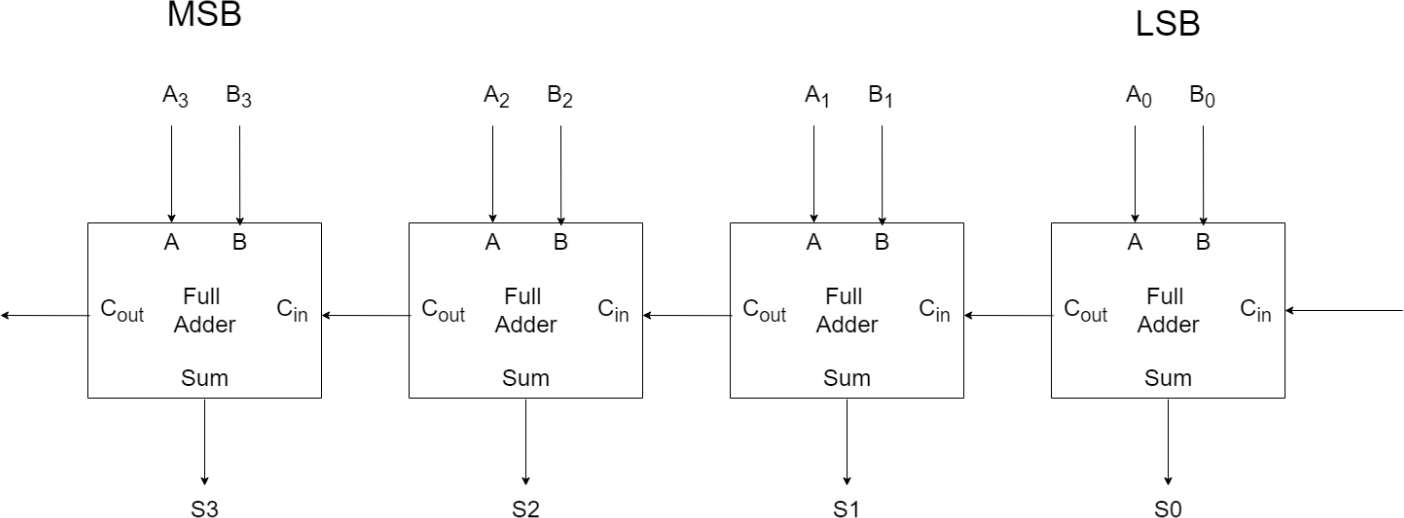 MSB LSB
A3 B3 A2 B2 A1 B1 A0 B0
A B A B A B A B
Cout Full Adder Cin Cout Full Adder Cin Cout Full Adder Cin Cout Full Adder Cin
Sum Sum Sum Sum
S3 S2 S1 S0